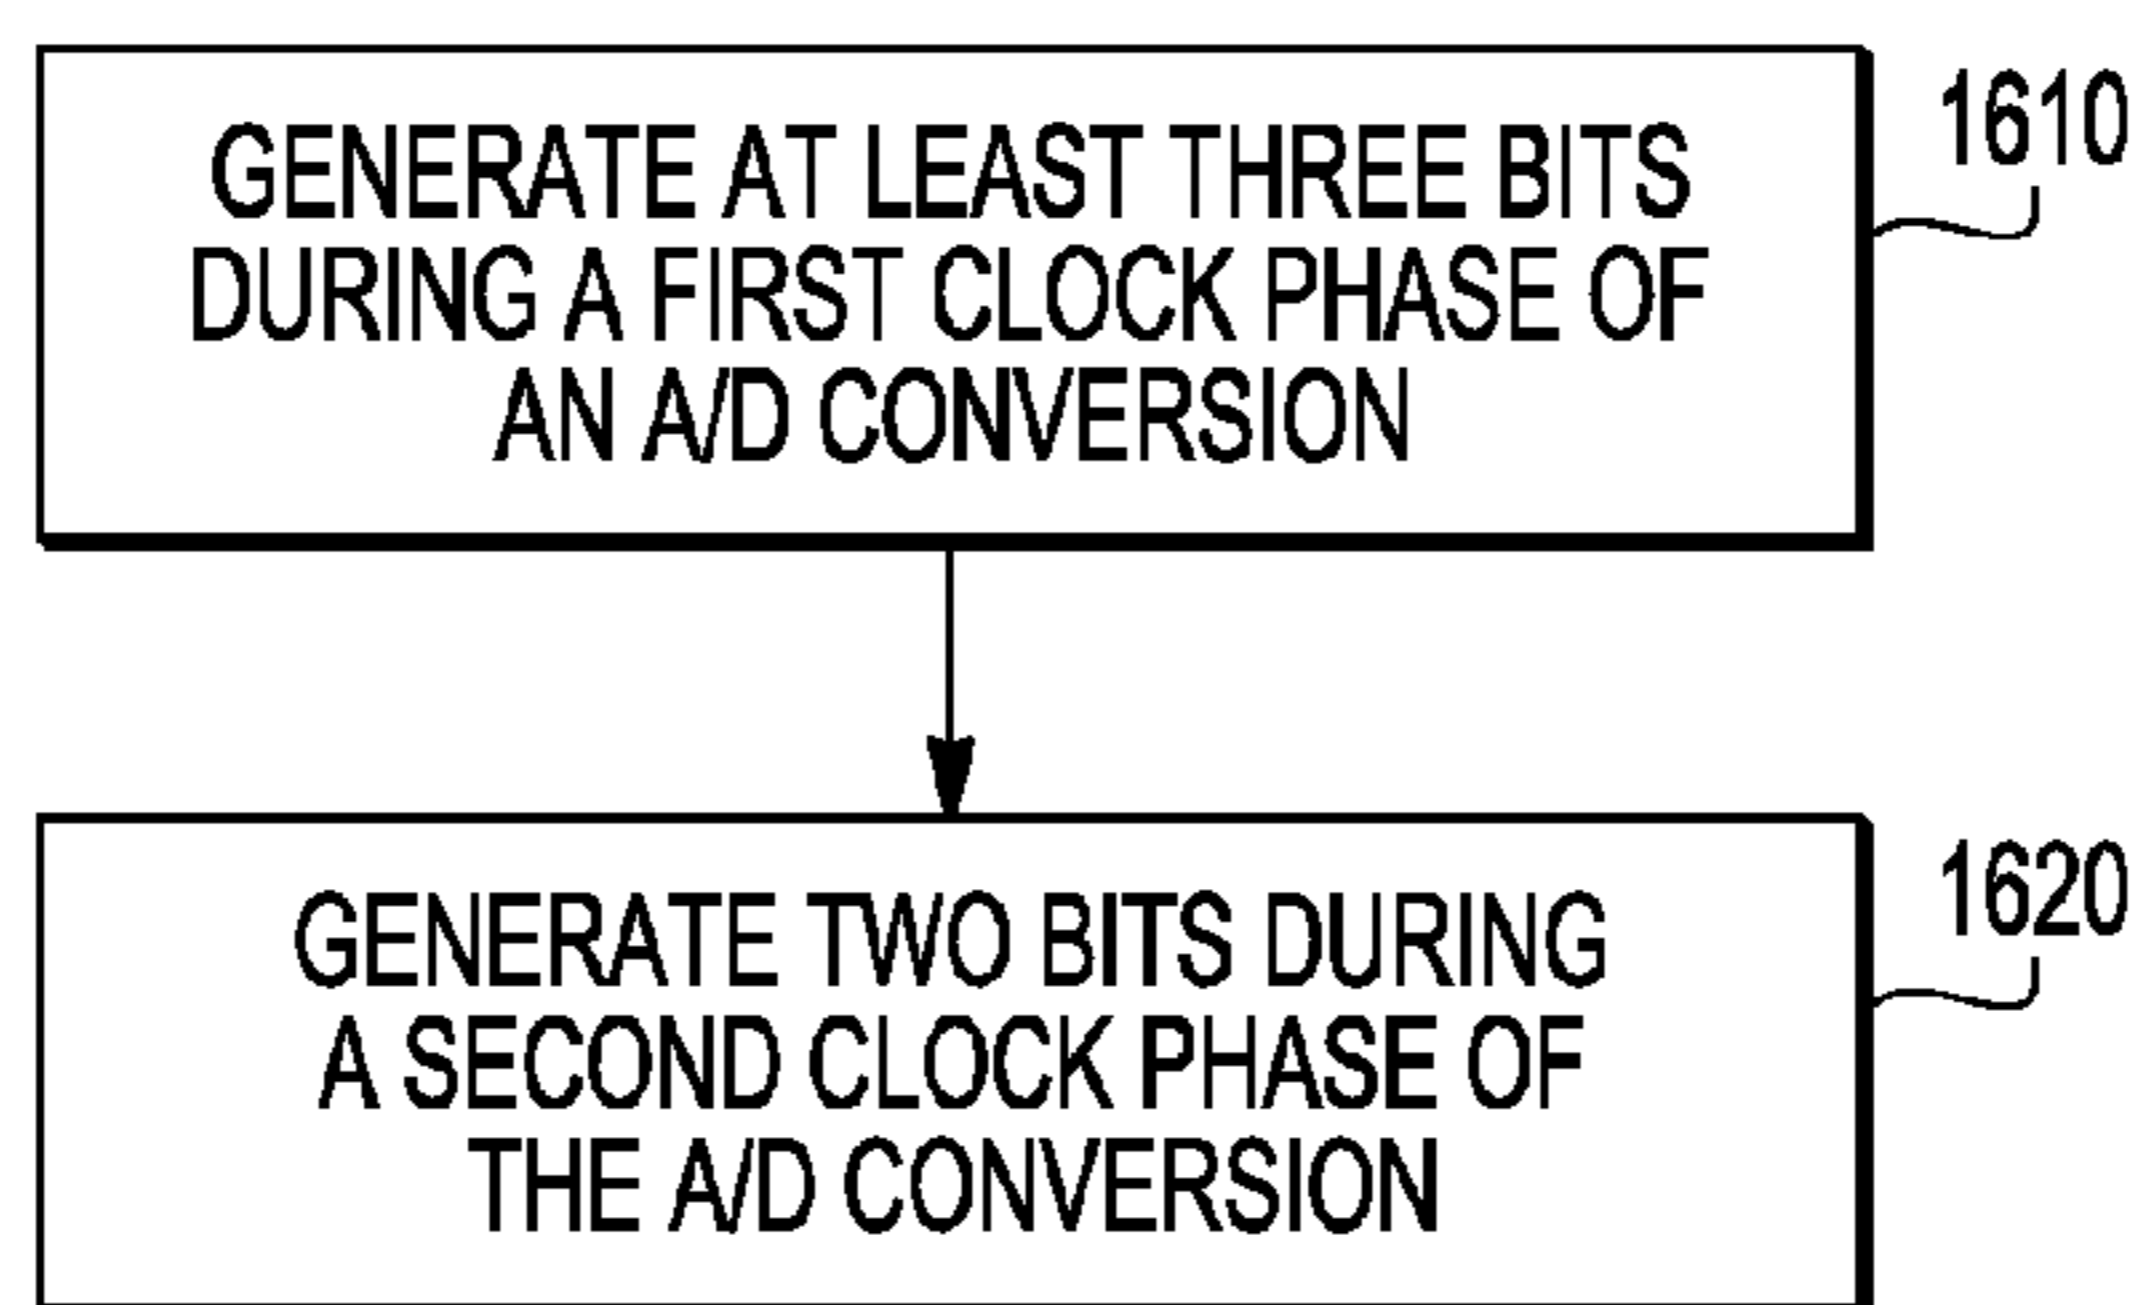 GENERATE AT LEAST THREE BITS
DURING A FIRST CLOCK PHASE OF
AN A/D CONVERSION
1610
GENERATE TWO BITS DURING
A SECOND CLOCK PHASE OF
THE A/D CONVERSION
1620